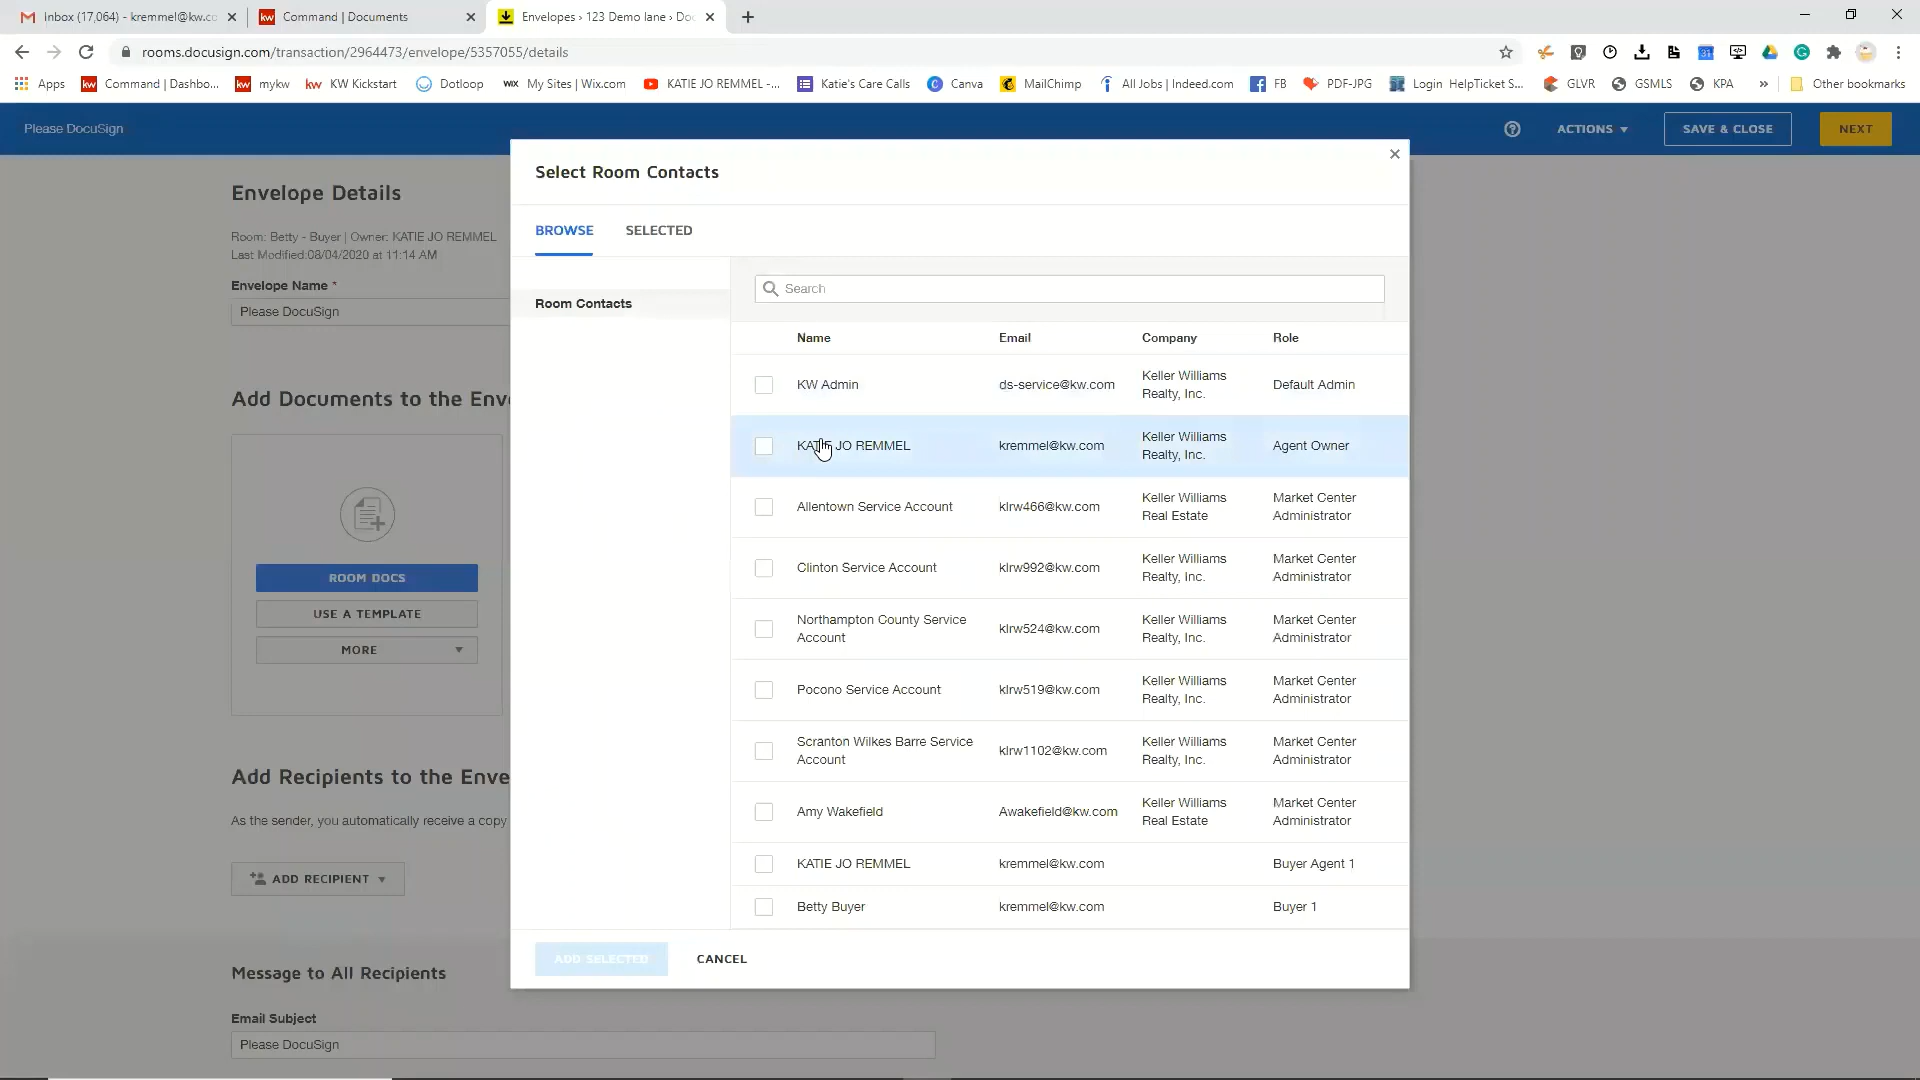 Inbox (17,064) - kremmel@kw.co
Command | Documents
Envelopes › 123 Demo lane › Doc
rooms.docusign.com/transaction/2964473/envelope/5357055/details
Apps
Command | Dashbo...
mykw
KW Kickstart
Dotloop
My Sites | Wix.com
KATIE JO REMMEL -...
Katie's Care Calls
Canva
MailChimp
All Jobs | Indeed.com
FB
PDF-JPG
Login HelpTicket S...
GLVR
GSMLS
KPA
»
Other bookmarks
Please DocuSign
ACTIONS
SAVE & CLOSE
NEXT
Envelope Details
Room: Betty - Buyer | Owner: KATIE JO REMMEL
Last Modified:08/04/2020 at 11:14 AM
Envelope Name *
Please DocuSign
Add Documents to the Enve
ROOM DOCS
USE A TEMPLATE
MORE
Add Recipients to the Enve
As the sender, you automatically receive a copy
ADD RECIPIENT
Message to All Recipients
Email Subject
Please DocuSign
Select Room Contacts
BROWSE
SELECTED
Room Contacts
Search
Name Email Company Role
KW Admin ds-service@kw.com Keller Williams Realty, Inc. Default Admin
KATIE JO REMMEL kremmel@kw.com Keller Williams Realty, Inc. Agent Owner
Allentown Service Account klrw466@kw.com Keller Williams Real Estate Market Center Administrator
Clinton Service Account klrw992@kw.com Keller Williams Realty, Inc. Market Center Administrator
Northampton County Service Account klrw524@kw.com Keller Williams Realty, Inc. Market Center Administrator
Pocono Service Account klrw519@kw.com Keller Williams Realty, Inc. Market Center Administrator
Scranton Wilkes Barre Service Account klrw1102@kw.com Keller Williams Realty, Inc. Market Center Administrator
Amy Wakefield Awakefield@kw.com Keller Williams Real Estate Market Center Administrator
KATIE JO REMMEL kremmel@kw.com Buyer Agent 1
Betty Buyer kremmel@kw.com Buyer 1
ADD SELECTED
CANCEL